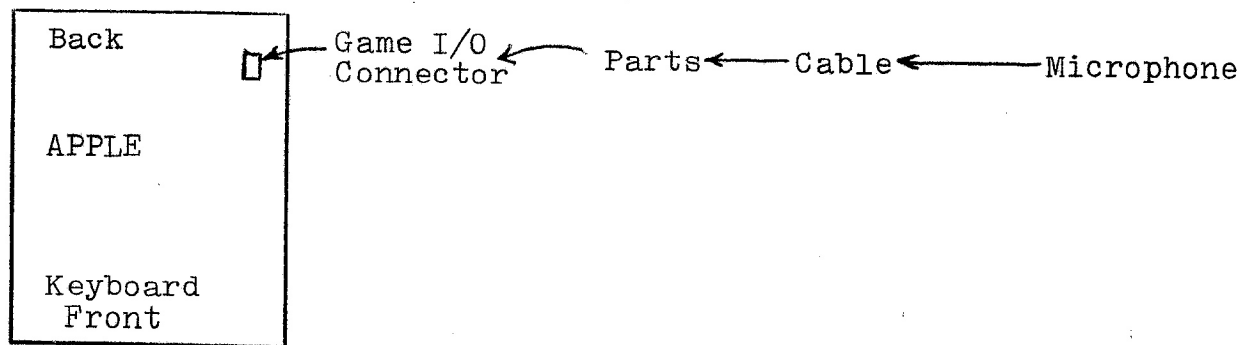 Back
Game I/O
Connector
Parts
Cable
Microphone
APPLE
Keyboard
Front